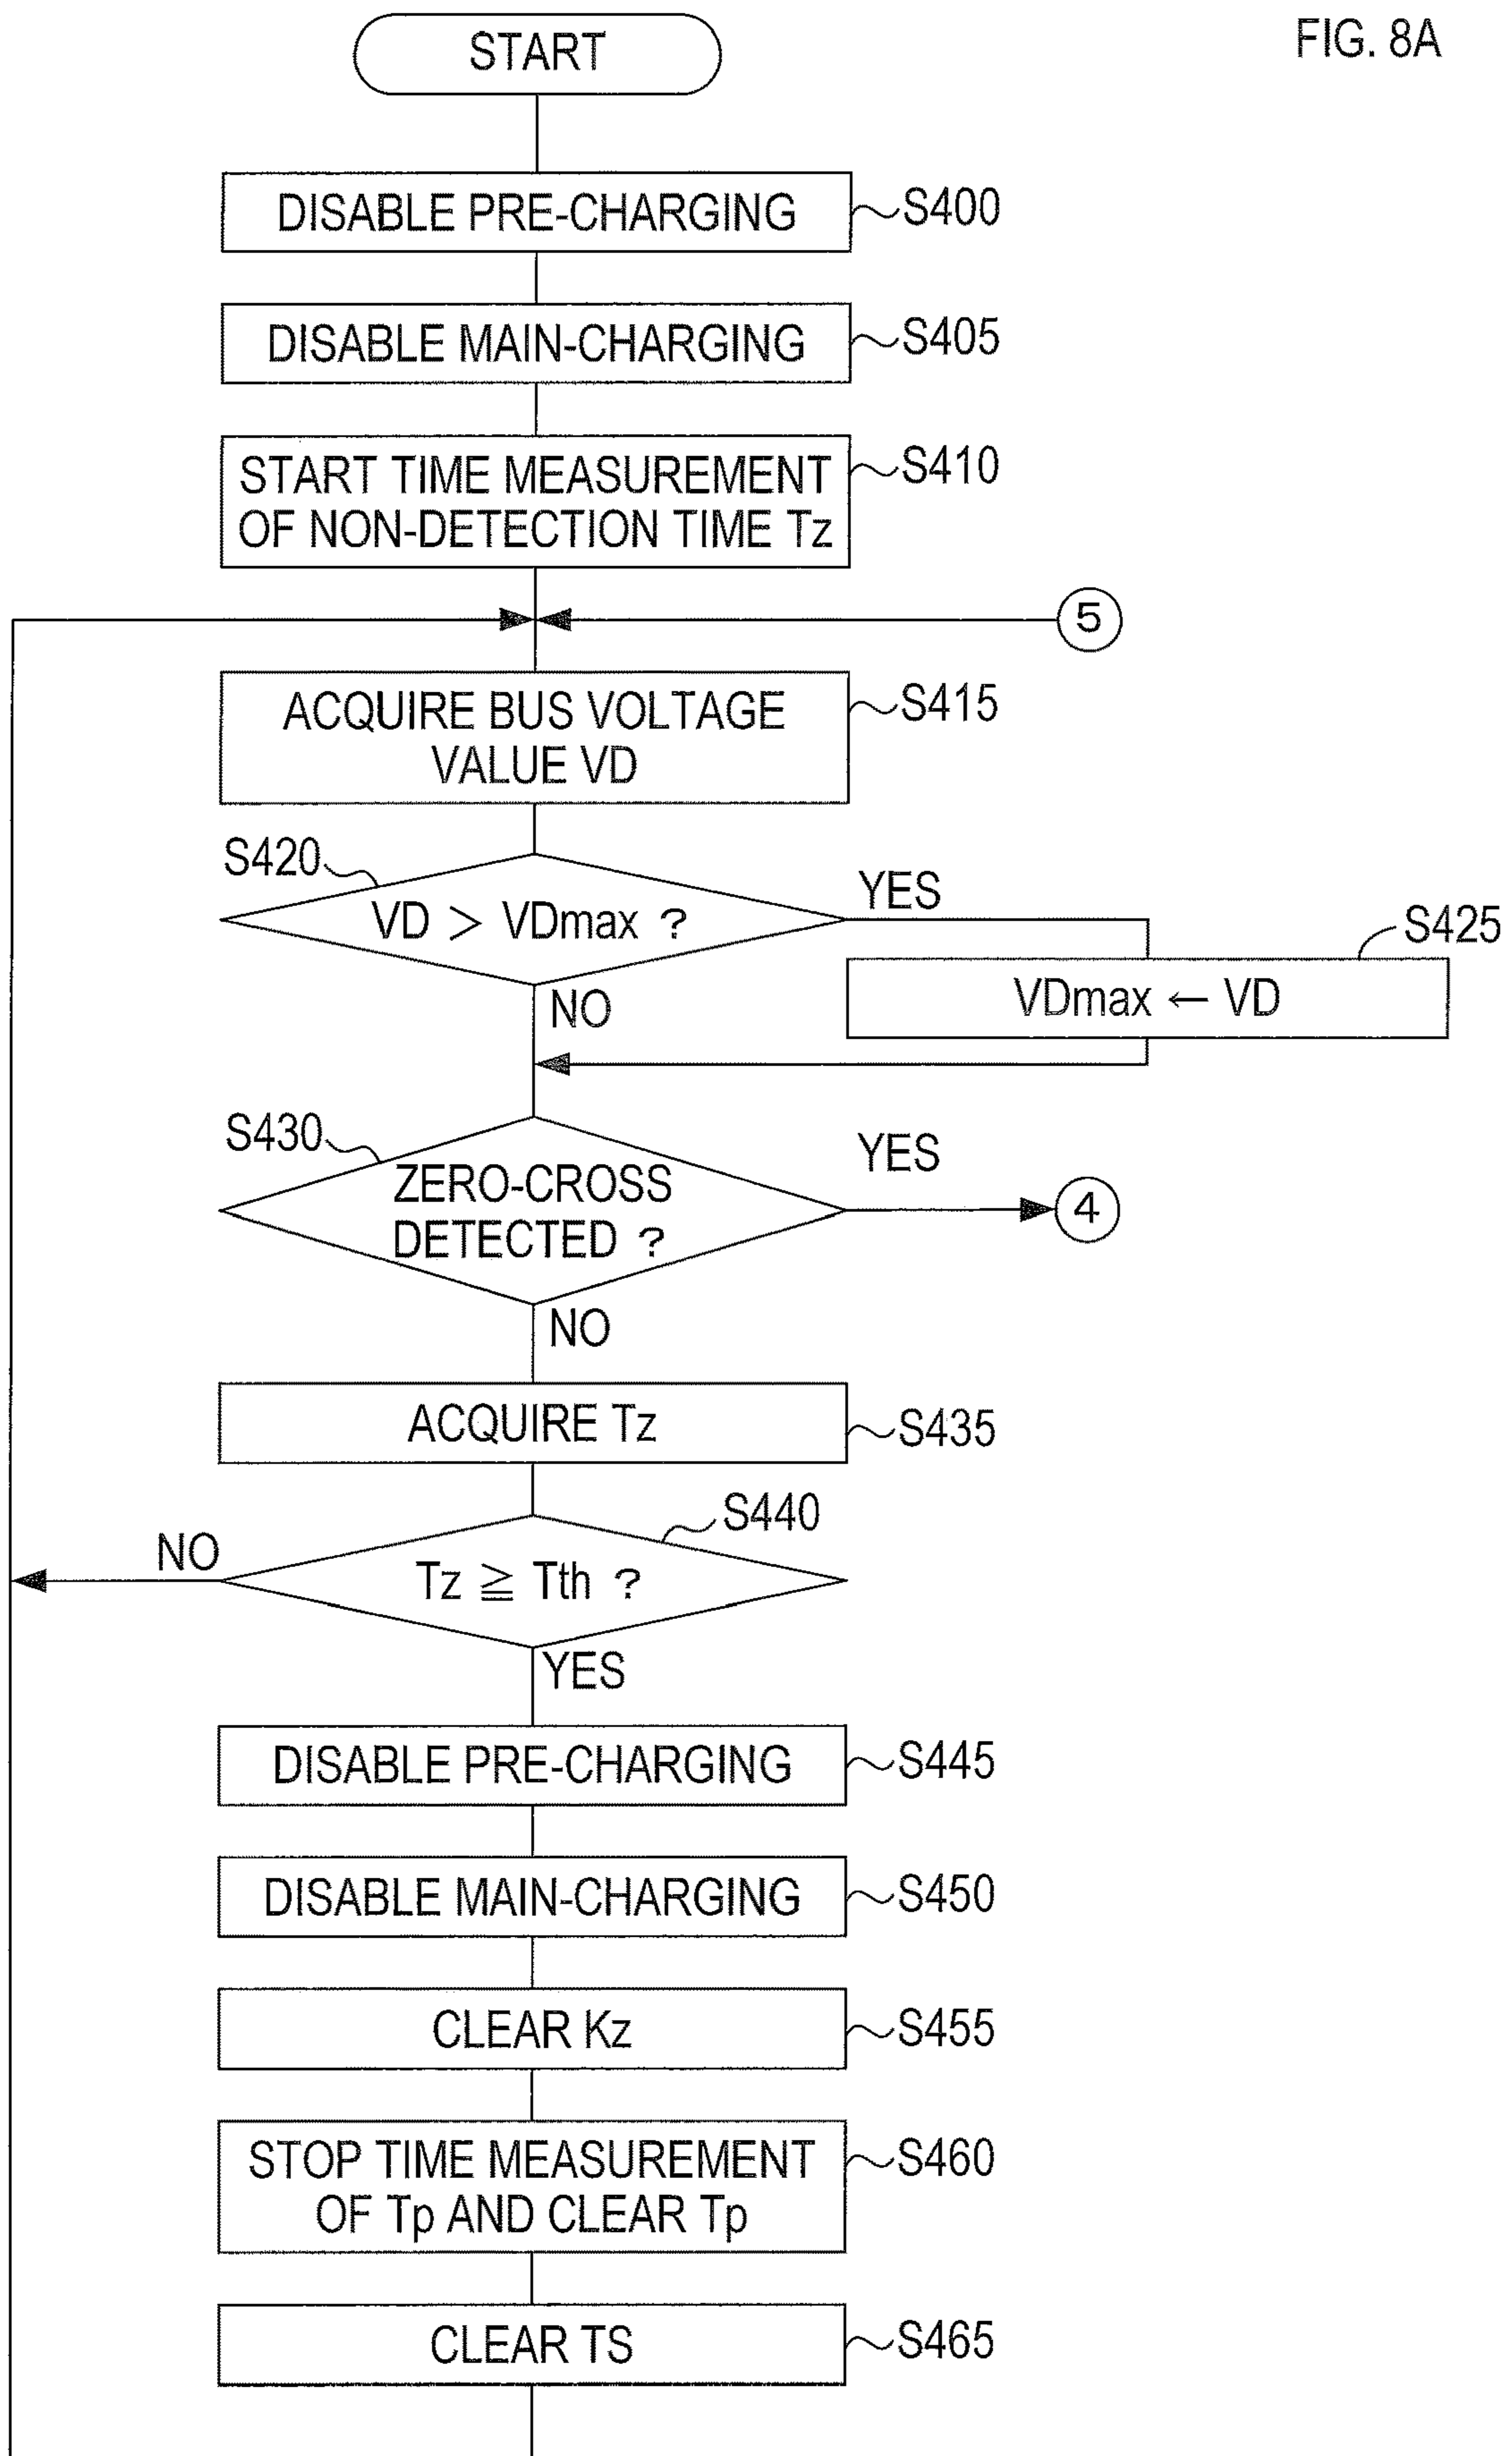 FIG. 8A
START
DISABLE PRE-CHARGING
S400
DISABLE MAIN-CHARGING
S405
START TIME MEASUREMENT
OF NON-DETECTION TIME Tz
S410
5
ACQUIRE BUS VOLTAGE
VALUE VD
S415
S420
VD > VDmax ?
YES
NO
S425
VDmax ← VD
S430
ZERO-CROSS
DETECTED ?
YES
4
NO
ACQUIRE Tz
S435
S440
NO
Tz ≧ Tth ?
YES
DISABLE PRE-CHARGING
S445
DISABLE MAIN-CHARGING
S450
CLEAR Kz
S455
STOP TIME MEASUREMENT
OF Tp AND CLEAR Tp
S460
CLEAR TS
S465